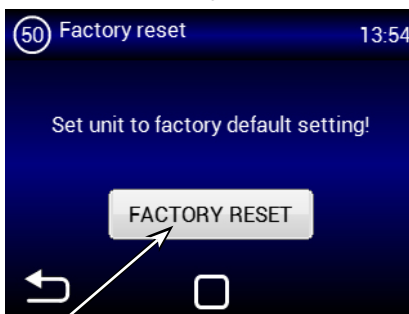 50 Factory reset 13:54
Set unit to factory default setting!
FACTORY RESET